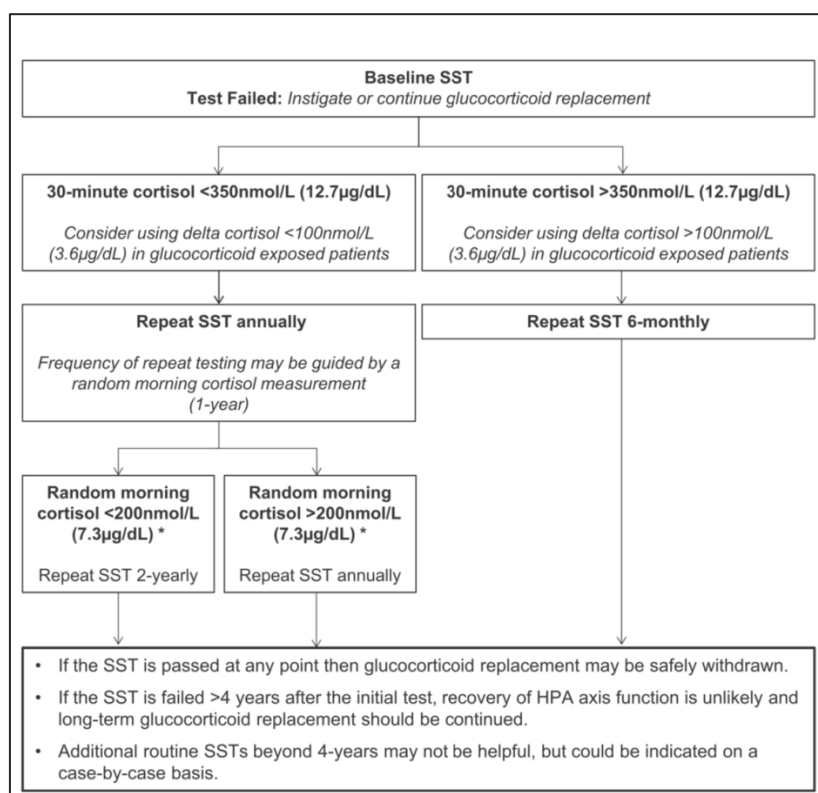 Baseline SST
Test Failed: Instigate or continue glucocorticoid replacement
30-minute cortisol <350nmol/L (12.7µg/dL)
Consider using delta cortisol <100nmol/L
(3.6µg/dL) in glucocorticoid exposed patients
30-minute cortisol >350nmol/L (12.7µg/dL)
Consider using delta cortisol >100nmol/L
(3.6µg/dL) in glucocorticoid exposed patients
Repeat SST annually
Frequency of repeat testing may be guided by a
random morning cortisol measurement
(1-year)
Repeat SST 6-monthly
Random morning
cortisol <200nmol/L
(7.3µg/dL) *
Repeat SST 2-yearly
Random morning
cortisol >200nmol/L
(7.3µg/dL) *
Repeat SST annually
• If the SST is passed at any point then glucocorticoid replacement may be safely withdrawn.
• If the SST is failed >4 years after the initial test, recovery of HPA axis function is unlikely and
long-term glucocorticoid replacement should be continued.
• Additional routine SSTs beyond 4-years may not be helpful, but could be indicated on a
case-by-case basis.